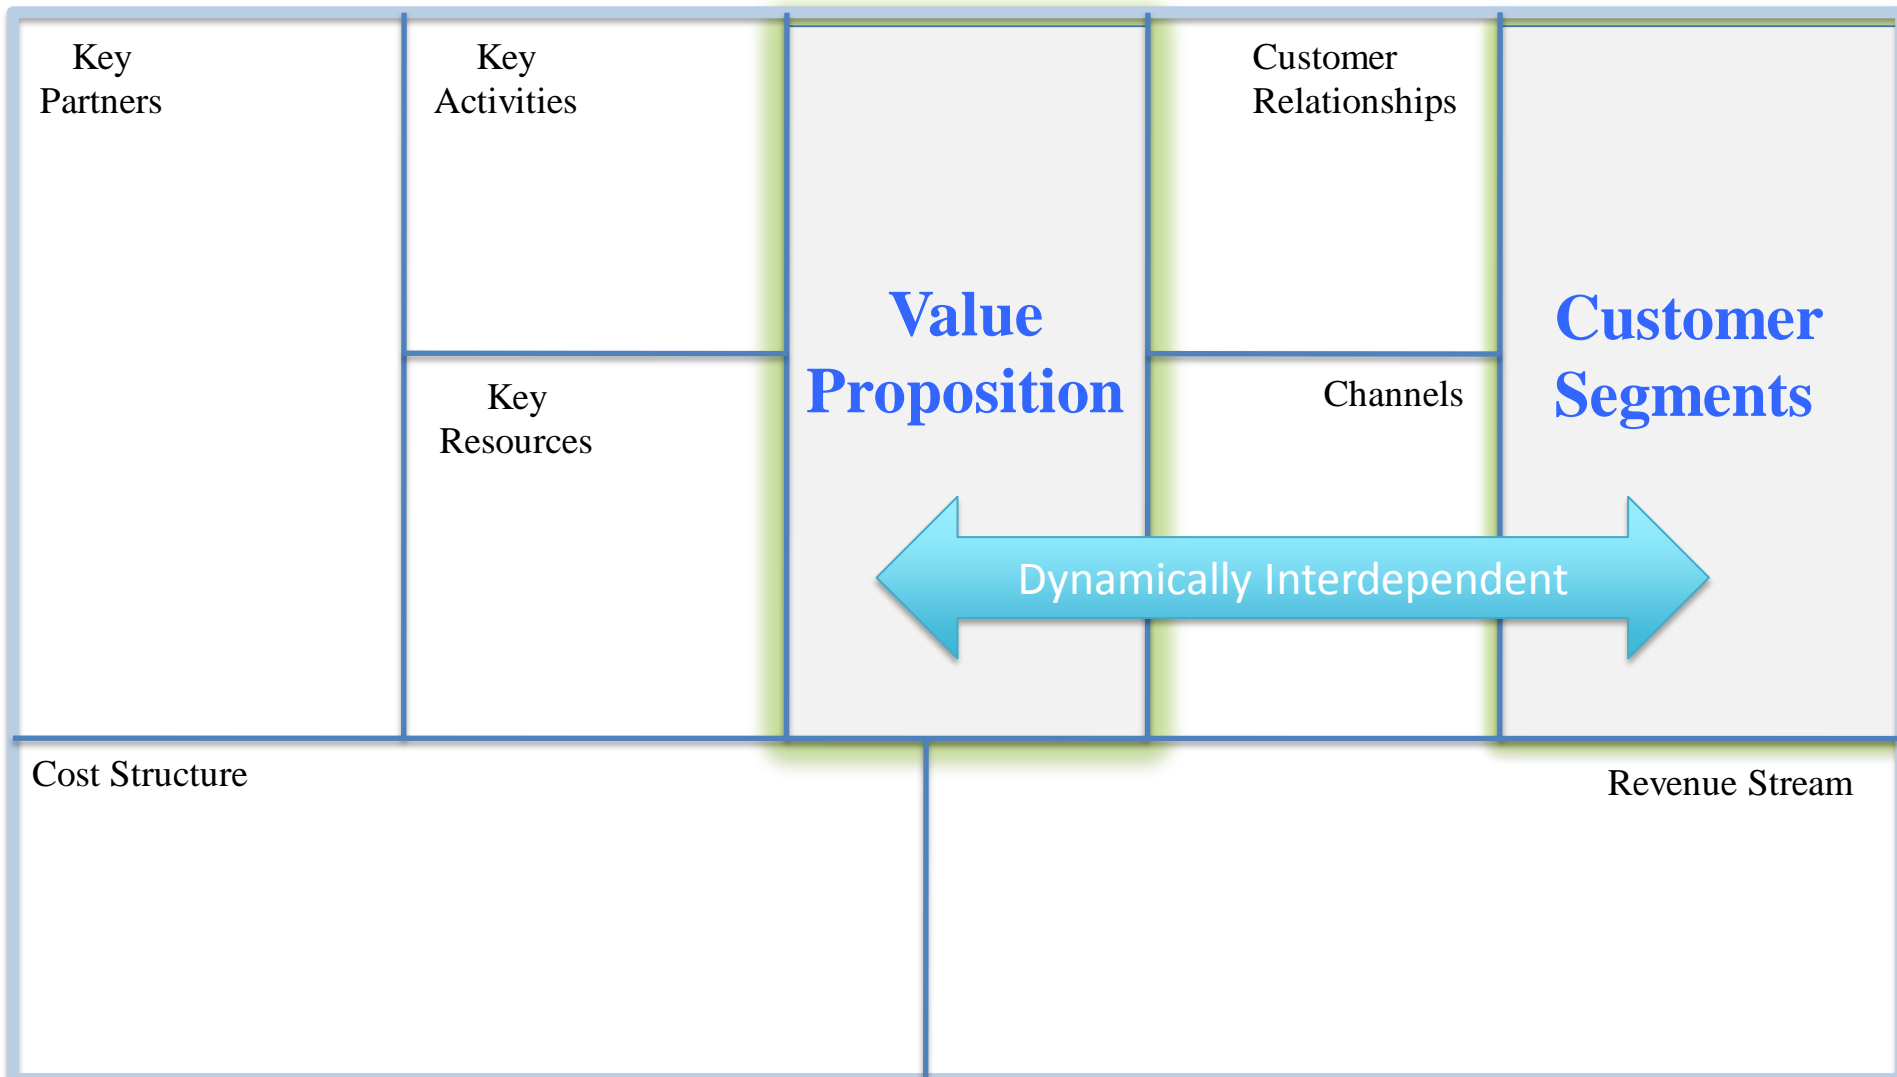 Key
Partners
Key
Activities
Key
Resources
Value
Proposition
Customer
Relationships
Channels
Customer
Segments
Dynamically Interdependent
Cost Structure
Revenue Stream